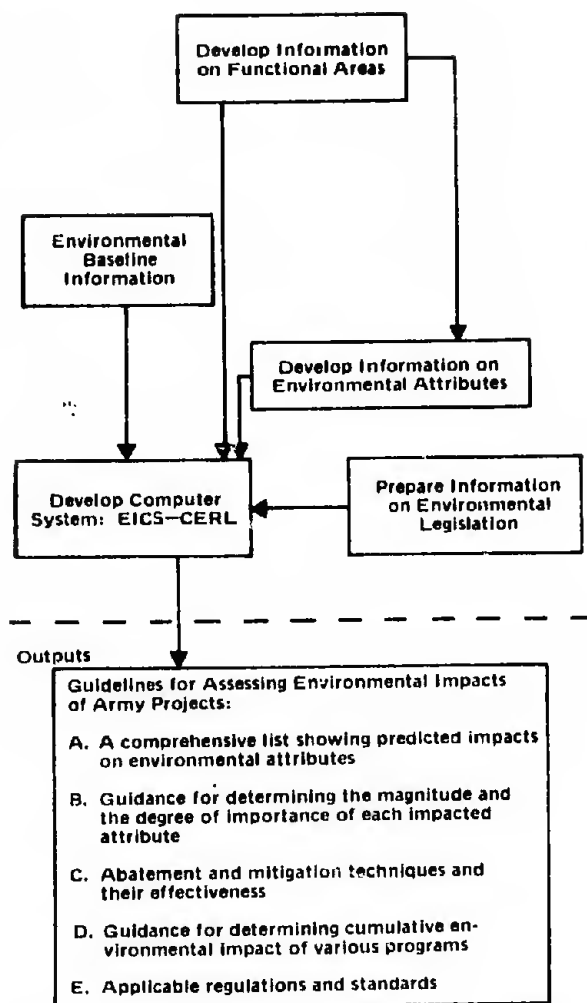 Develop Information
on Functional Areas
Environmental
Baseline
Information
Develop Information on
Environmental Attributes
Develop Computer
System: EICS–CERL
Prepare Information
on Environmental
Legislation
Outputs
Guidelines for Assessing Environmental Impacts
of Army Projects:
A. A comprehensive list showing predicted impacts
on environmental attributes
B. Guidance for determining the magnitude and
the degree of importance of each impacted
attribute
C. Abatement and mitigation techniques and
their effectiveness
D. Guidance for determining cumulative en-
vironmental impact of various programs
E. Applicable regulations and standards